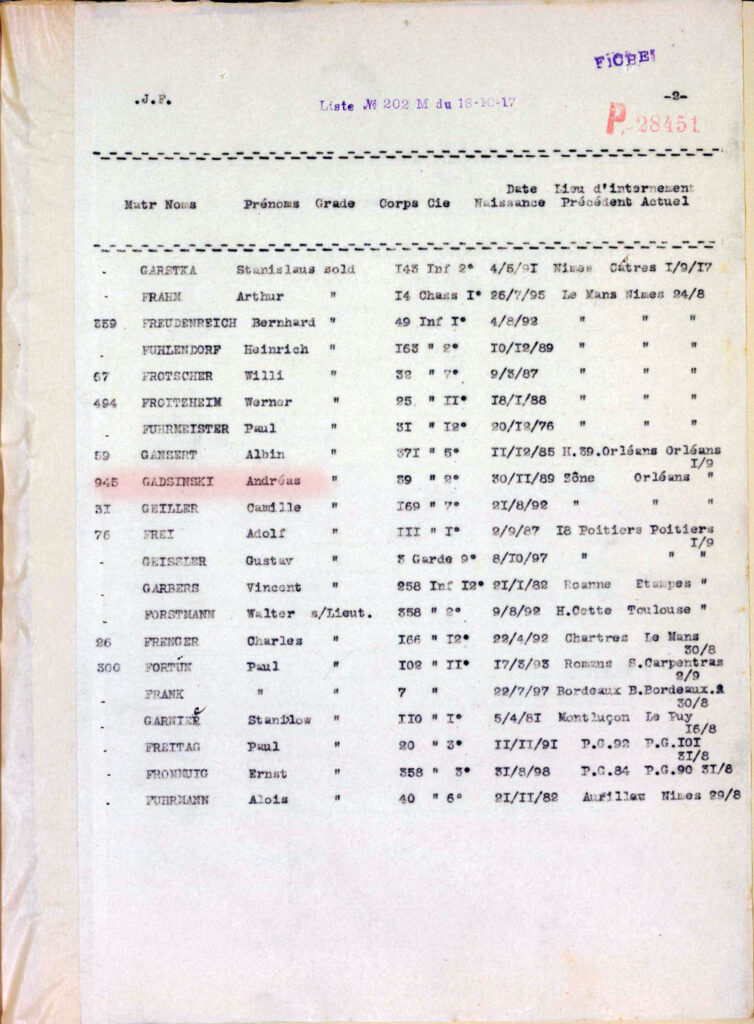 FICHE
.J.F.
Liste № 202 M du 18-10-17
-2-
P.-28451
Date Lieu d'internement
Matr Noms Prénoms Grade Corps Cie Naissance Précédent Actuel
- GARSTKA Stanislaus sold I43 Inf 2° 4/5/9I Nimes Câtres I/9/I7
- FRAHM Arthur " I4 Chass I° 26/7/95 Le Mans Nimes 24/8
359 FREUDENREICH Bernhard " 49 Inf I° 4/8/92 " " "
- FUHLENDORF Heinrich " I63 " 2° I0/I2/89 " " "
67 FROTSCHER Willi " 32 " 7° 9/3/87 " " "
494 FROITZHEIM Werner " 25 " II° I8/I/88 " " "
- FUHRMEISTER Paul " 3I " I2° 20/I2/76 " " "
59 GANSERT Albin " 37I " 5° II/I2/85 H.39.Orléans Orléans
I/9
945 GADSINSKI Andréas " 39 " 2° 30/II/89 3ône Orléans "
3I GEILLER Camille " I69 " 7° 2I/8/92 " " "
76 FREI Adolf " III " I° 2/9/87 I8 Poitiers Poitiers
I/9
- GEISSLER Gustav " 3 Garde 9° 8/I0/97 " " "
- GARBERS Vincent " 258 Inf I2° 2I/I/82 Roanne Etampes "
- FORSTMANN Walter s/Lieut. 358 " 2° 9/8/92 H.Cette Toulouse "
26 FRENGER Charles " I66 " I2° 22/4/92 Chartres Le Mans
30/8
300 FORTUN Paul " I02 " II° I7/3/93 Romans S.Carpentras
2/9
- FRANK " " 7 " 22/7/97 Bordeaux B.Bordeaux.A
30/8
- GARNIER Stanislow " II0 " I° 5/4/8I Montluçon Le Puy
I6/8
- FREITAG Paul " 20 " 3° II/II/9I P.G.92 P.G.I0I
3I/8
- FROMMUIG Ernst " 358 " 3° 3I/8/98 P.G.84 P.G.90 3I/8
- FUHRMANN Alois " 40 " 6° 2I/II/82 Aurillac Nimes 29/8